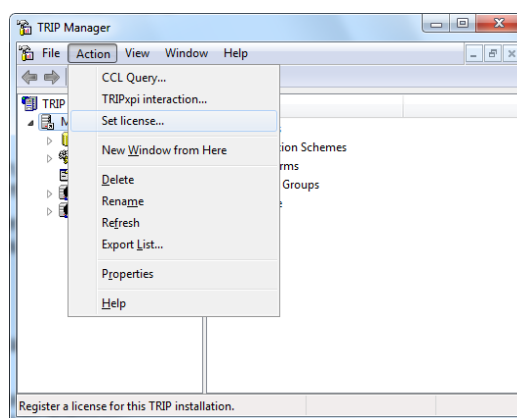 TRIP Manager
File Action View Window Help
CCL Query...
TRIPxpi interaction...
TRIP
Set license...
New Window from Here
ion Schemes
rms
Delete
Groups
Rename
Refresh
Export List...
Properties
Help
Register a license for this TRIP installation.